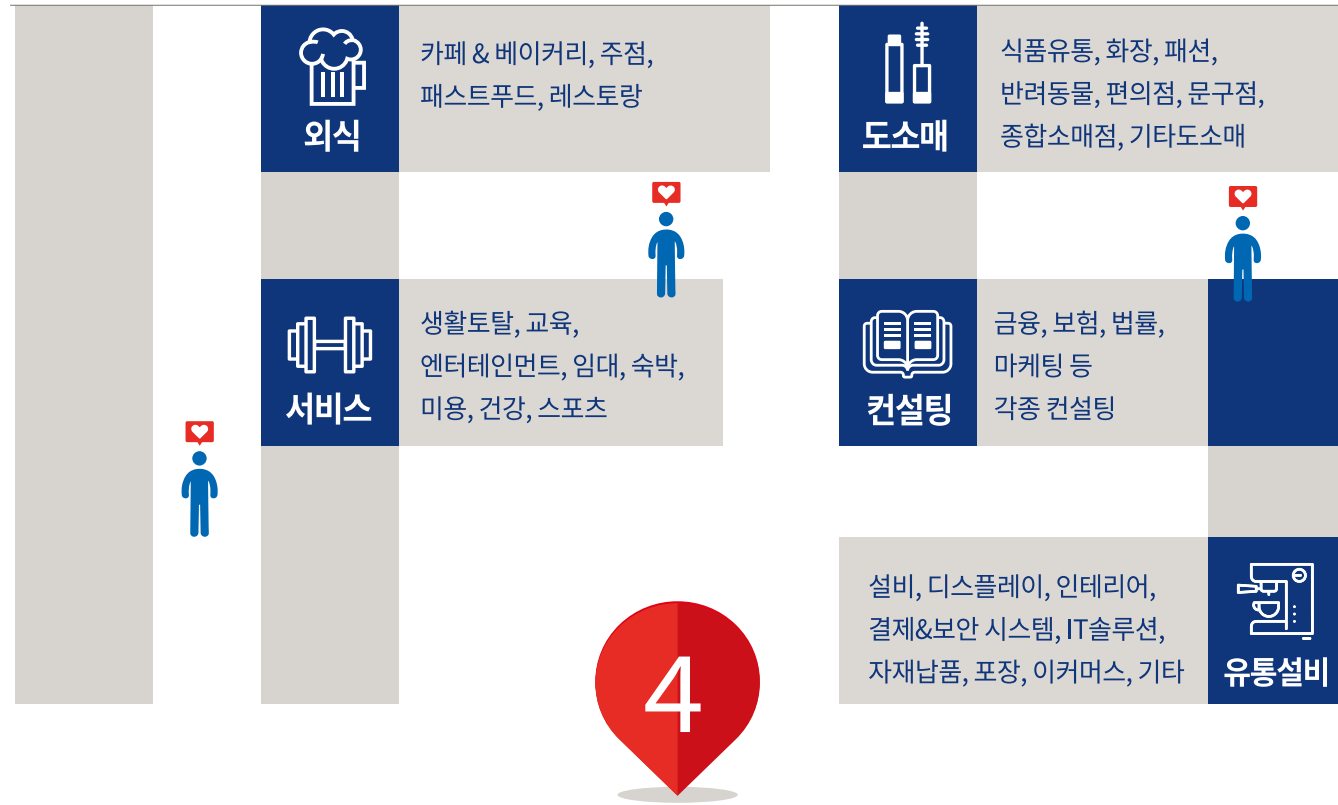 외식
카페 & 베이커리, 주점,
패스트푸드, 레스토랑
도소매
식품유통, 화장, 패션,
반려동물, 편의점, 문구점,
종합소매점, 기타도소매
서비스
생활토탈, 교육,
엔터테인먼트, 임대, 숙박,
미용, 건강, 스포츠
컨설팅
금융, 보험, 법률,
마케팅 등
각종 컨설팅
설비, 디스플레이, 인테리어,
결제&보안 시스템, IT솔루션,
자재납품, 포장, 이커머스, 기타
유통설비
4